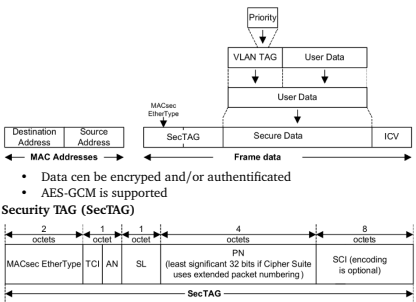 Priority
VLAN TAG User Data
User Data
MACsec
EtherType
Destination
Address
Source
Address
SecTAG Secure Data ICV
MAC Addresses Frame data
• Data can be encryped and/or authentificated
• AES-GCM is supported
Security TAG (SecTAG)
2
octets
1
octet
1
octet
4
octets
8
octets
MACsec EtherType TCI AN SL
PN
(least significant 32 bits if Cipher Suite
uses extended packet numbering)
SCI (encoding
is optional)
SecTAG